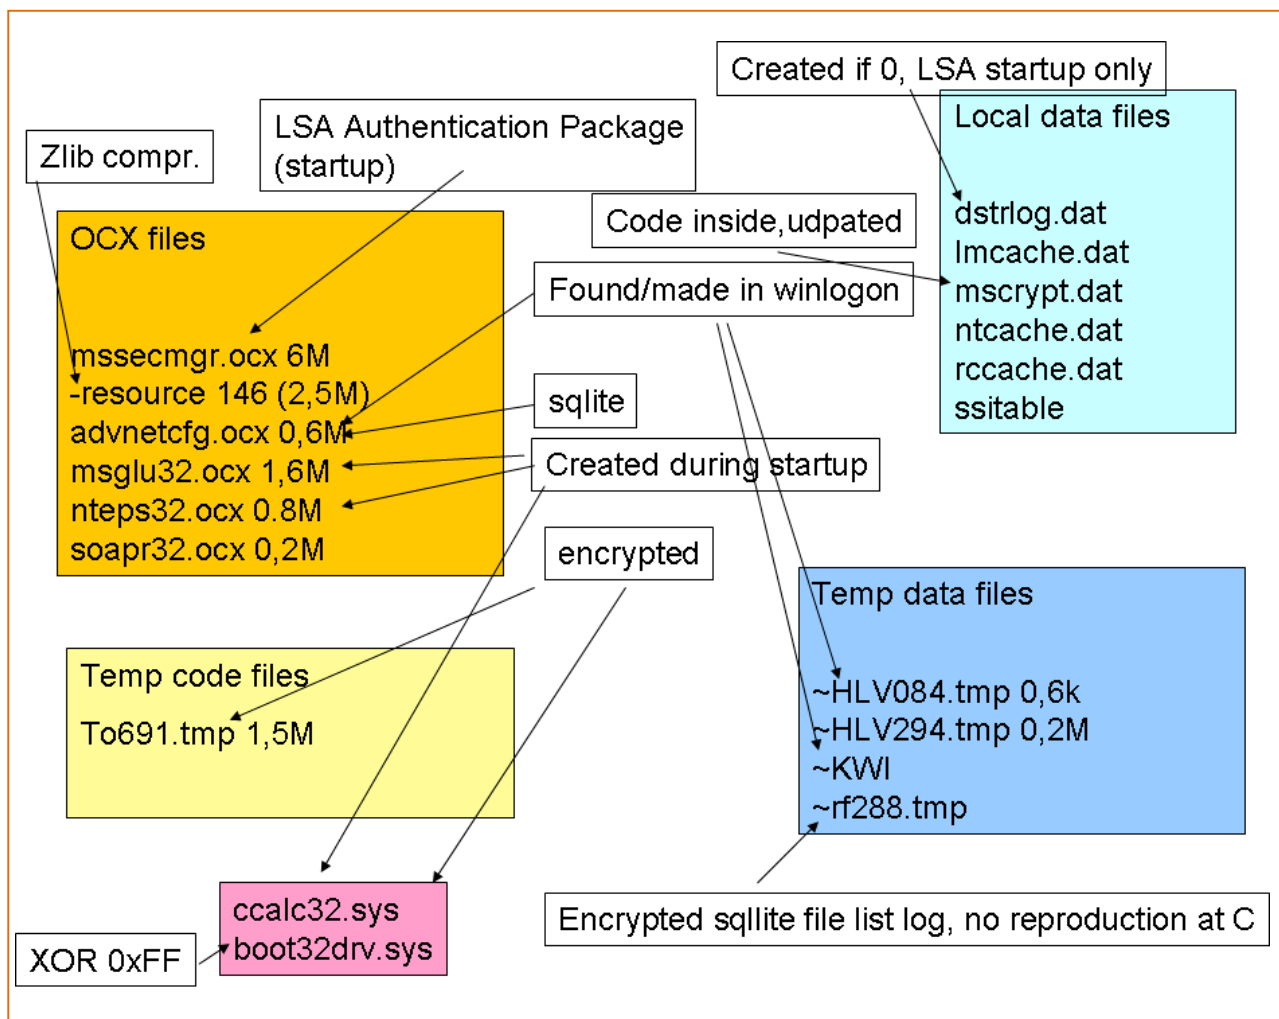 Created if 0, LSA startup only
LSA Authentication Package
(startup)
Zlib compr.
Local data files
dstrlog.dat
lmcache.dat
mscrypt.dat
ntcache.dat
rccache.dat
ssitable
Code inside,udpated
OCX files
mssecmgr.ocx 6M
-resource 146 (2,5M)
advnetcfg.ocx 0,6M
msglu32.ocx 1,6M
nteps32.ocx 0.8M
soapr32.ocx 0,2M
Found/made in winlogon
sqlite
Created during startup
encrypted
Temp data files
~HLV084.tmp 0,6k
~HLV294.tmp 0,2M
~KWI
~rf288.tmp
Temp code files
To691.tmp 1,5M
ccalc32.sys
boot32drv.sys
XOR 0xFF
Encrypted sqllite file list log, no reproduction at C